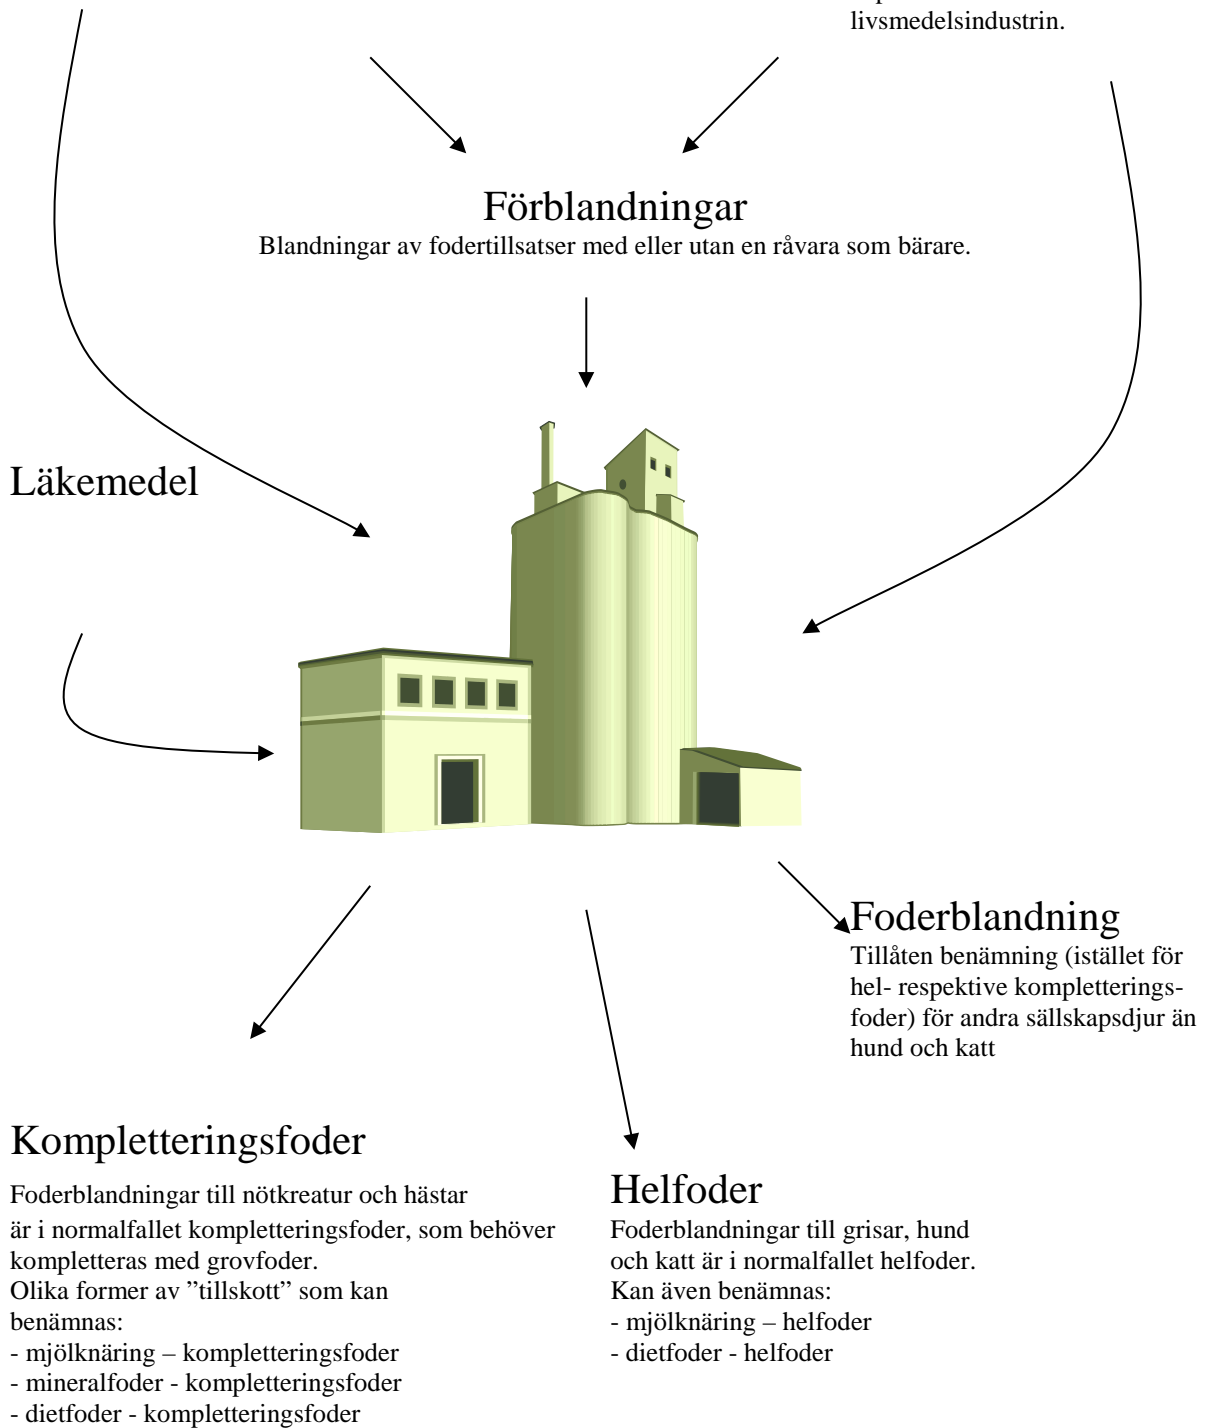 livsmedelsindustrin.
Förblandningar
Blandningar av fodertillsatser med eller utan en råvara som bärare.
Läkemedel
Foderblandning
Tillåten benämning (istället för
hel- respektive kompletterings-
foder) för andra sällskapsdjur än
hund och katt
Kompletteringsfoder
Foderblandningar till nötkreatur och hästar
är i normalfallet kompletteringsfoder, som behöver
kompletteras med grovfoder.
Olika former av ”tillskott” som kan
benämnas:
- mjölknäring – kompletteringsfoder
- mineralfoder - kompletteringsfoder
- dietfoder - kompletteringsfoder
Helfoder
Foderblandningar till grisar, hund
och katt är i normalfallet helfoder.
Kan även benämnas:
- mjölknäring – helfoder
- dietfoder - helfoder